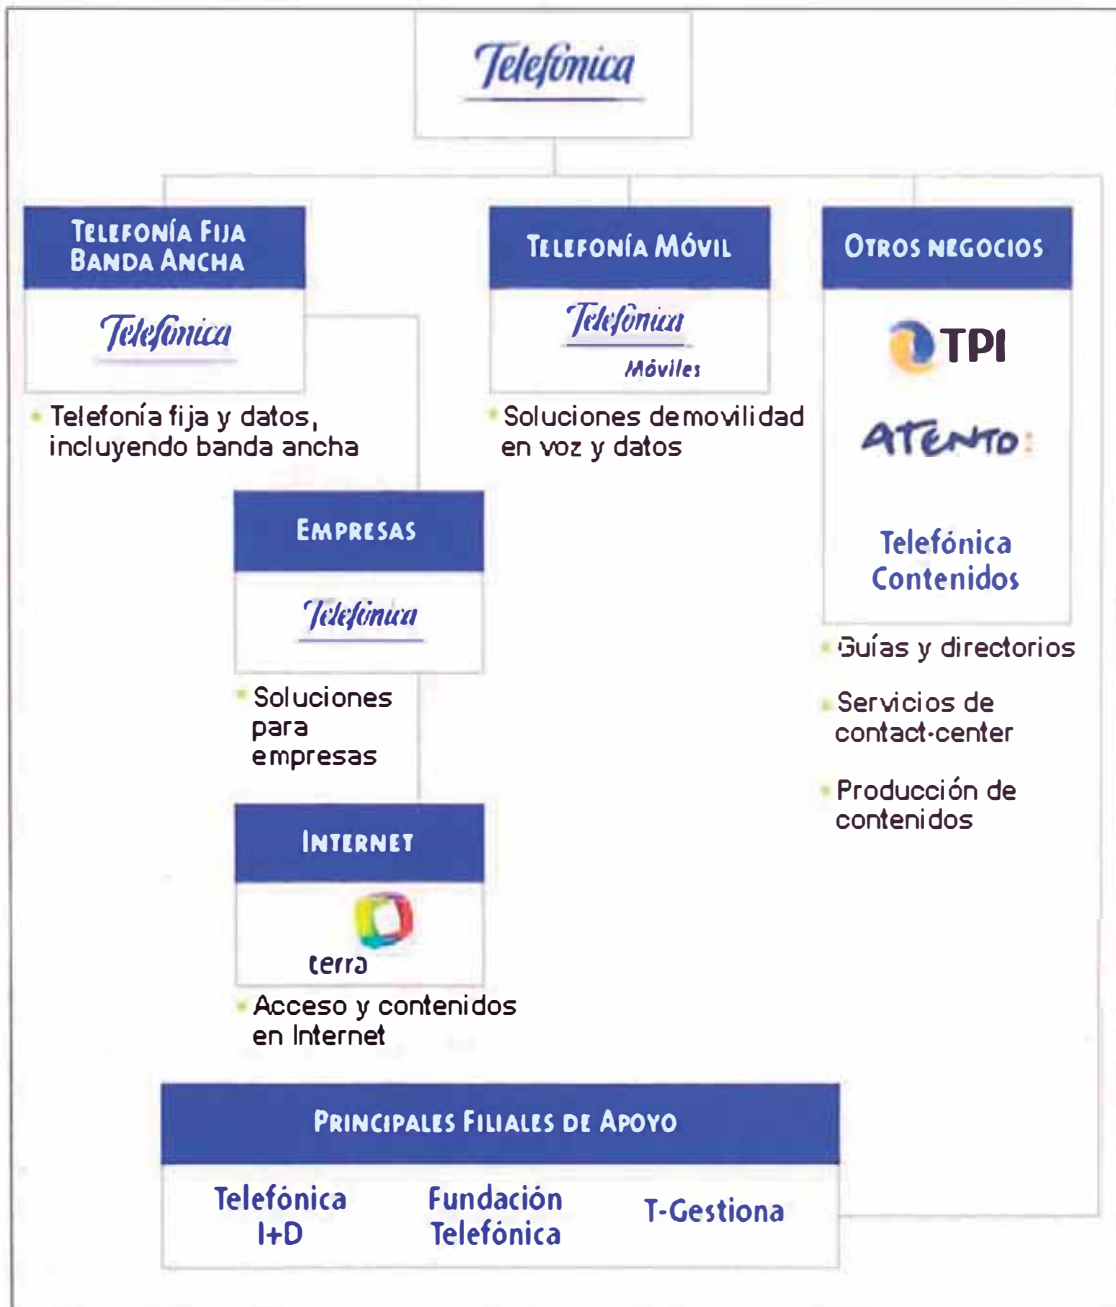 Telefónica
TELEFONÍA FIJA
BANDA ANCHA
Telefónica
Telefonía fija y datos,
incluyendo banda ancha
EMPRESAS
Telefónica
Soluciones
para
empresas
INTERNET
terra
Acceso y contenidos
en Internet
TELEFONÍA MÓVIL
Telefónica
Móviles
Soluciones demovilidad
en voz y datos
OTROS NEGOCIOS
TPI
ATENTO:
Telefónica
Contenidos
Guías y directorios
Servicios de
contact-center
Producción de
contenidos
PRINCIPALES FILIALES DE APOYO
Telefónica
I+D
Fundación
Telefónica
T-Gestiona